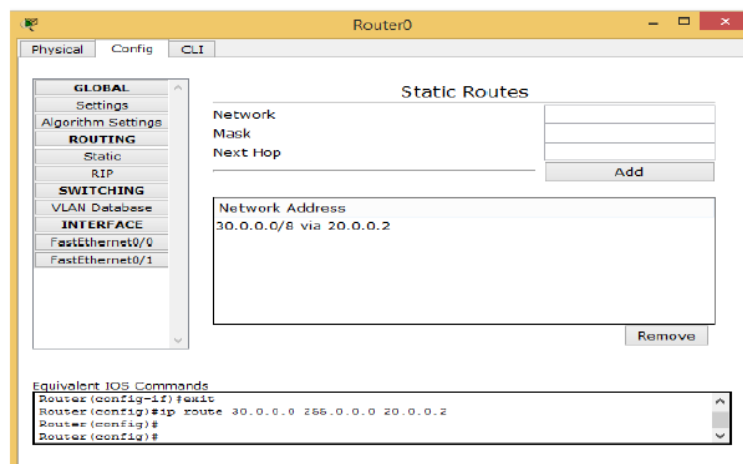 Router0
Physical
Config
CLI
GLOBAL
Settings
Algorithm Settings
ROUTING
Static
RIP
SWITCHING
VLAN Database
INTERFACE
FastEthernet0/0
FastEthernet0/1
Static Routes
Network
Mask
Next Hop
Add
Network Address
30.0.0.0/8 via 20.0.0.2
Remove
Equivalent IOS Commands
Router(config-if)#exit
Router(config)#ip route 30.0.0.0 255.0.0.0 20.0.0.2
Router(config)#
Router(config)#